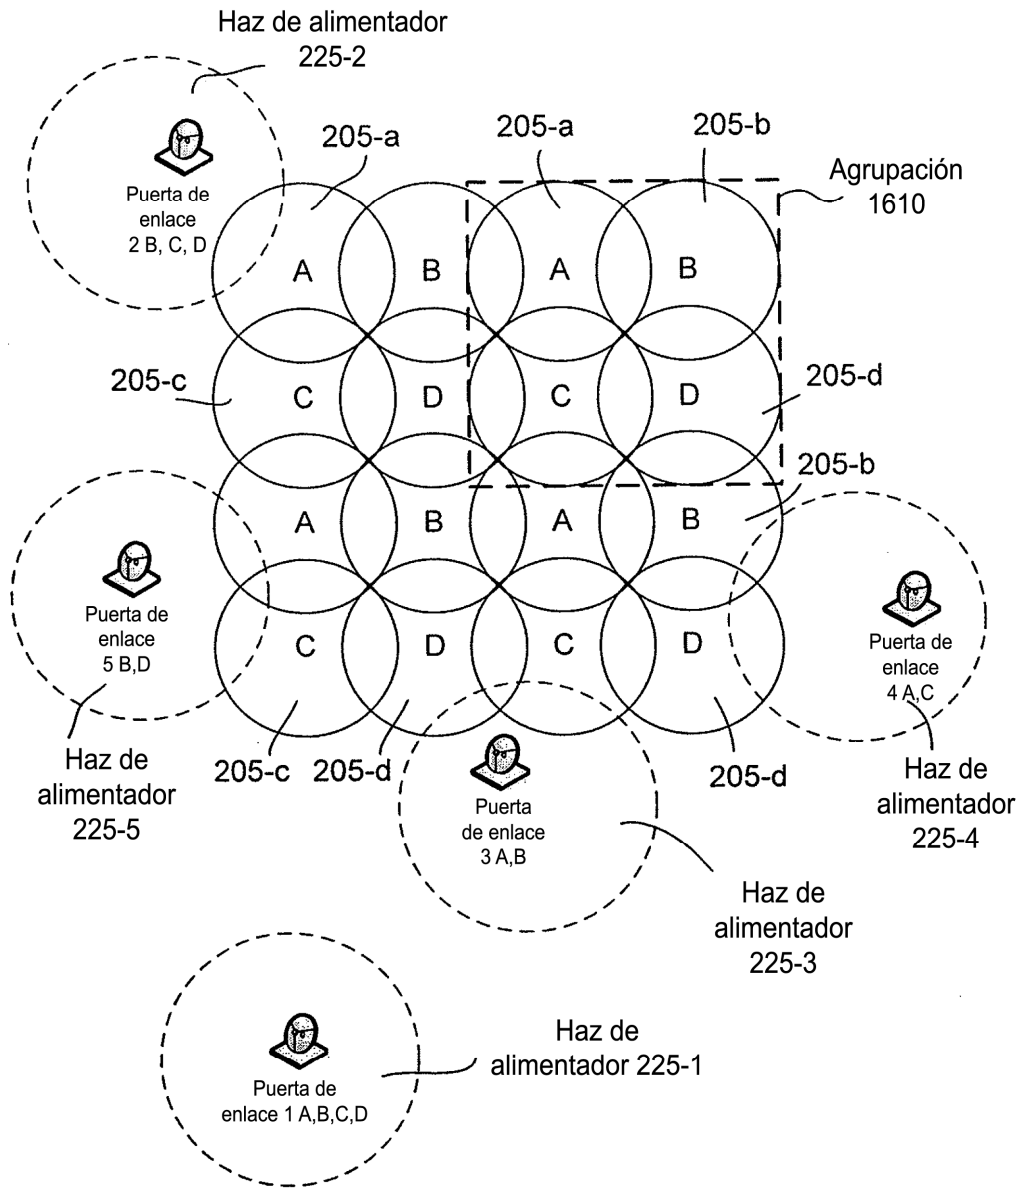 Haz de alimentador
225-2
205-a
205-a
205-b
Agrupación
1610
Puerta de
enlace
2 B, C, D
A
B
A
B
205-c
C
D
C
D
205-d
205-b
A
B
A
B
Puerta de
enlace
5 B,D
Puerta de
enlace
4 A,C
C
D
C
D
Haz de
alimentador
225-5
205-c
205-d
205-d
Haz de
alimentador
225-4
Puerta
de enlace
3 A,B
Haz de
alimentador
225-3
Haz de
alimentador 225-1
Puerta de
enlace 1 A,B,C,D